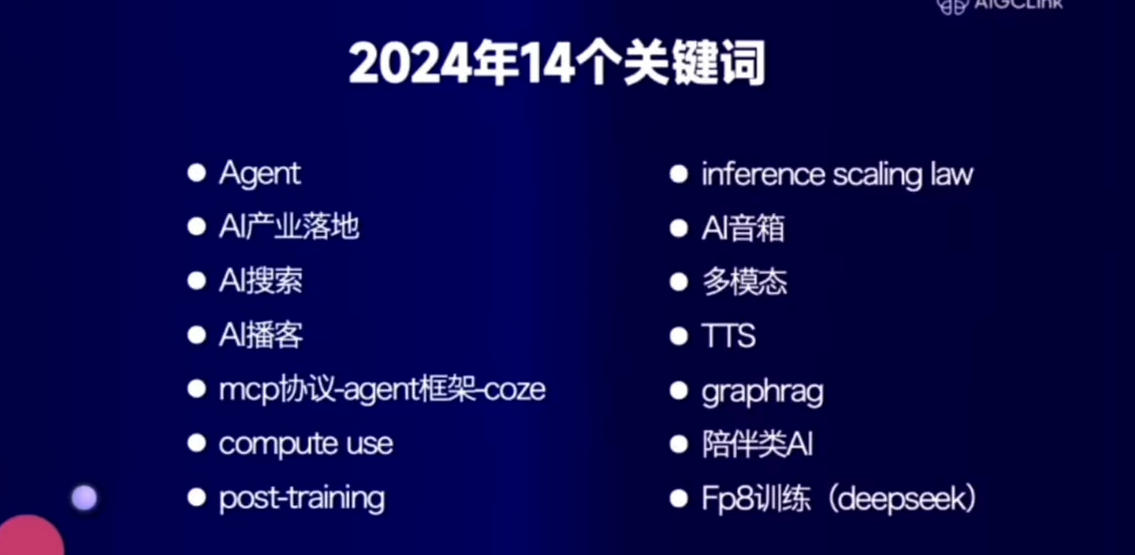 AIGCLink
2024年14个关键词
Agent
AI产业落地
AI搜索
AI播客
mcp协议-agent框架-coze
compute use
post-training
inference scaling law
AI音箱
多模态
TTS
graphrag
陪伴类AI
Fp8训练（deepseek）